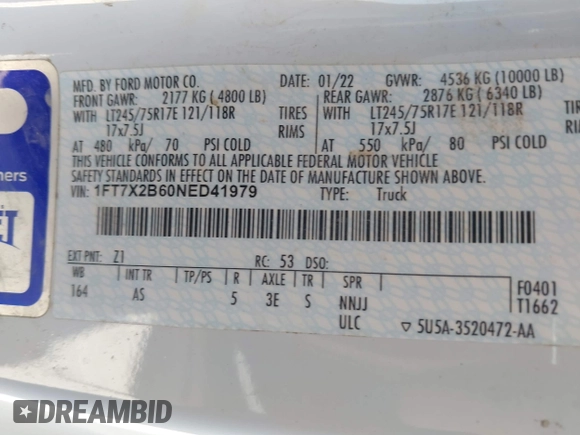 MFD. BY FORD MOTOR CO. DATE: 01/22 GVWR: 4536 KG (10000 LB)
FRONT GAWR: 2177 KG ( 4800 LB) REAR GAWR: 2876 KG ( 6340 LB)
WITH LT245/75R17E 121/118R TIRES WITH LT245/75R17E 121/118R TIRES
17x7.5J RIMS 17x7.5J RIMS
AT 480 kPa/ 70 PSI COLD AT 550 kPa/ 80 PSI COLD
THIS VEHICLE CONFORMS TO ALL APPLICABLE FEDERAL MOTOR VEHICLE
SAFETY STANDARDS IN EFFECT ON THE DATE OF MANUFACTURE SHOWN ABOVE.
VIN: 1FT7X2B60NED41979 TYPE: Truck
EXT PNT: Z1 RC: 53 DSO:
WB INT TR TP/PS R AXLE TR SPR F0401
164 AS 5 3E S NNJJ T1662
ULC ▽ 5U5A-3520472-AA
ners
DREAMBID